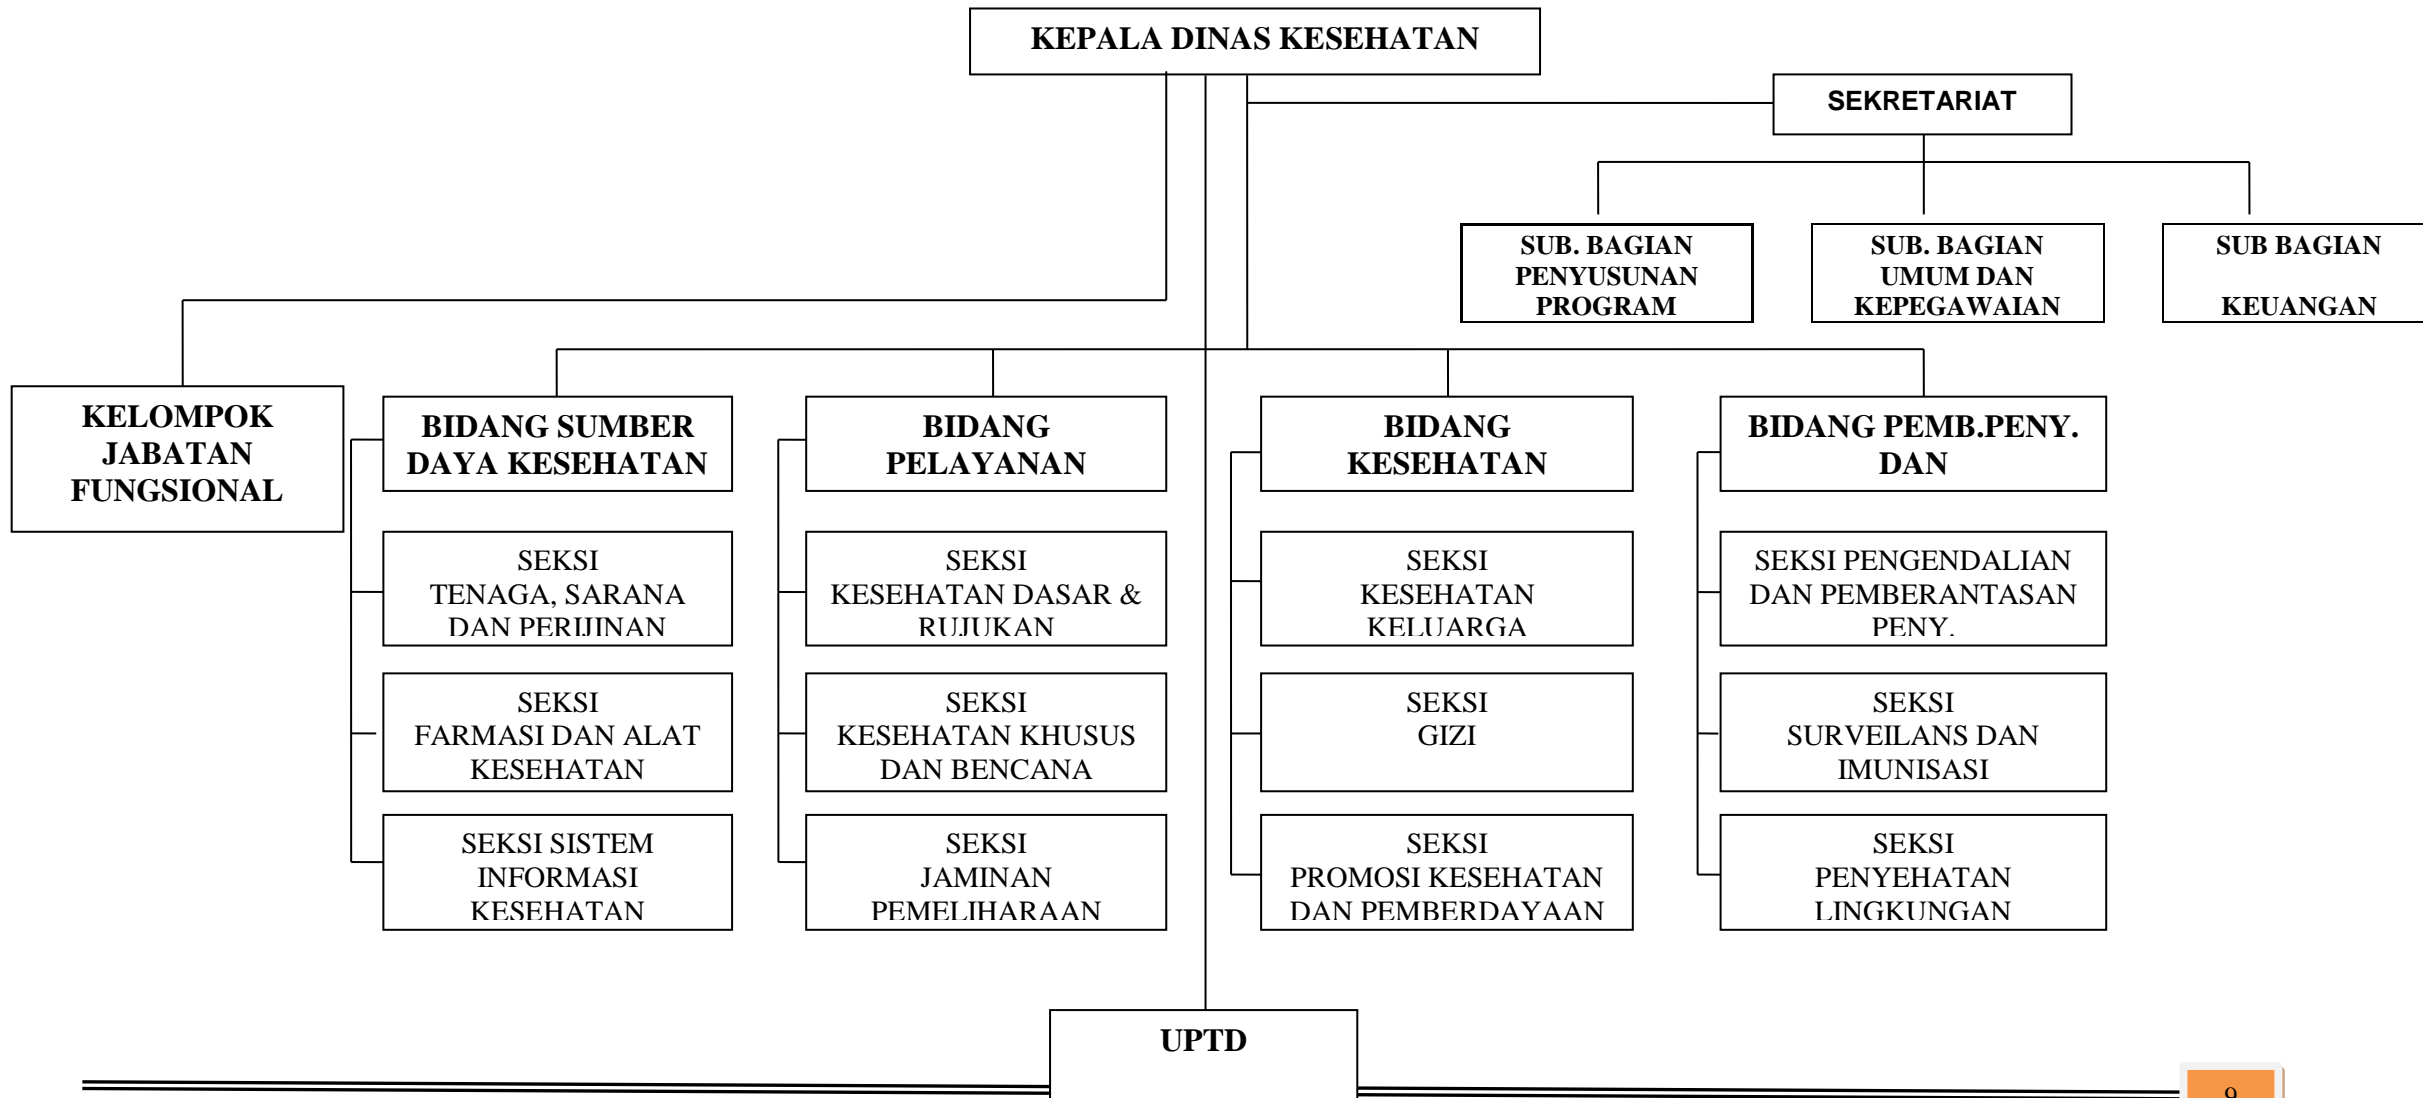 KEPALA DINAS KESEHATAN
SEKRETARIAT
SUB. BAGIAN
PENYUSUNAN
PROGRAM
SUB. BAGIAN
UMUM DAN
KEPEGAWAIAN
SUB BAGIAN
KEUANGAN
KELOMPOK
JABATAN
FUNGSIONAL
BIDANG SUMBER
DAYA KESEHATAN
SEKSI
TENAGA, SARANA
DAN PERIJINAN
SEKSI
FARMASI DAN ALAT
KESEHATAN
SEKSI SISTEM
INFORMASI
KESEHATAN
BIDANG
PELAYANAN
SEKSI
KESEHATAN DASAR &
RUJUKAN
SEKSI
KESEHATAN KHUSUS
DAN BENCANA
SEKSI
JAMINAN
PEMELIHARAAN
BIDANG
KESEHATAN
SEKSI
KESEHATAN
KELUARGA
SEKSI
GIZI
SEKSI
PROMOSI KESEHATAN
DAN PEMBERDAYAAN
BIDANG PEMB.PENY.
DAN
SEKSI PENGENDALIAN
DAN PEMBERANTASAN
PENY.
SEKSI
SURVEILANS DAN
IMUNISASI
SEKSI
PENYEHATAN
LINGKUNGAN
UPTD
9